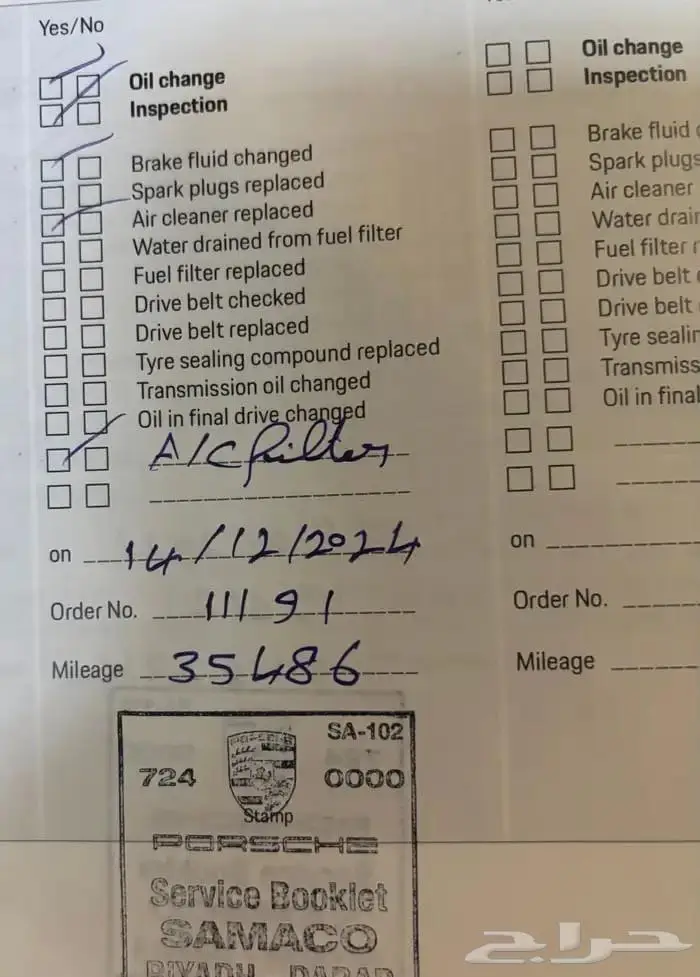 Yes/No
Oil change
Inspection
Brake fluid changed
Spark plugs replaced
Air cleaner replaced
Water drained from fuel filter
Fuel filter replaced
Drive belt checked
Drive belt replaced
Tyre sealing compound replaced
Transmission oil changed
Oil in final drive changed
A/C filter
on 14/12/2024
Order No. 11191
Mileage 35486
SA-102
724 0000
Stamp
PORSCHE
Service Booklet
SAMACO
RIYADH
Oil change
Inspection
Brake fluid
Spark plugs
Air cleaner
Water
Fuel filter
Drive belt
Drive belt
Tyre
Oil in final
on
Order No.
Mileage
حراج